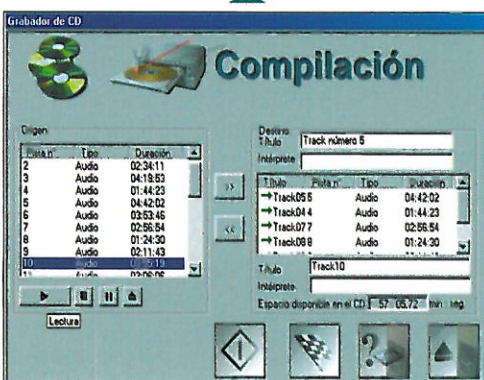 Grabador de CD
Compilación
Origen
Pista nº Tipo Duración
2 Audio 02:34:11
3 Audio 04:19:53
4 Audio 01:44:23
5 Audio 04:42:02
6 Audio 03:53:46
7 Audio 02:56:54
8 Audio 01:24:30
9 Audio 02:11:43
10 Audio
11 Audio
Lectura
>>
<<
Destino
Título Track número 5
Intérprete
Título Pista nº Tipo Duración
Track05 5 Audio 04:42:02
Track04 4 Audio 01:44:23
Track07 7 Audio 02:56:54
Track08 8 Audio 01:24:30
Título Track10
Intérprete
Espacio disponible en el CD: 57 05,72 min seg.